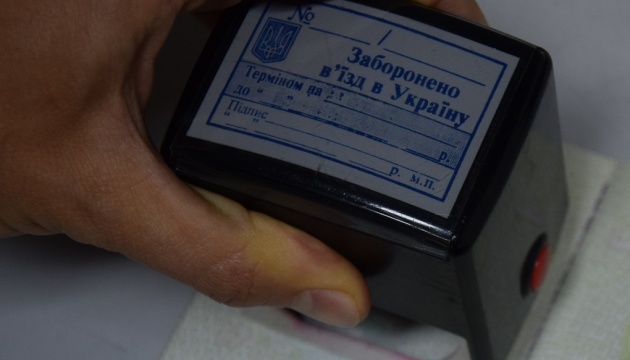 № /
Заборонено
в'їзд в Україну
Терміном на
до " "
р.
Підпис
" "
р. м.п.